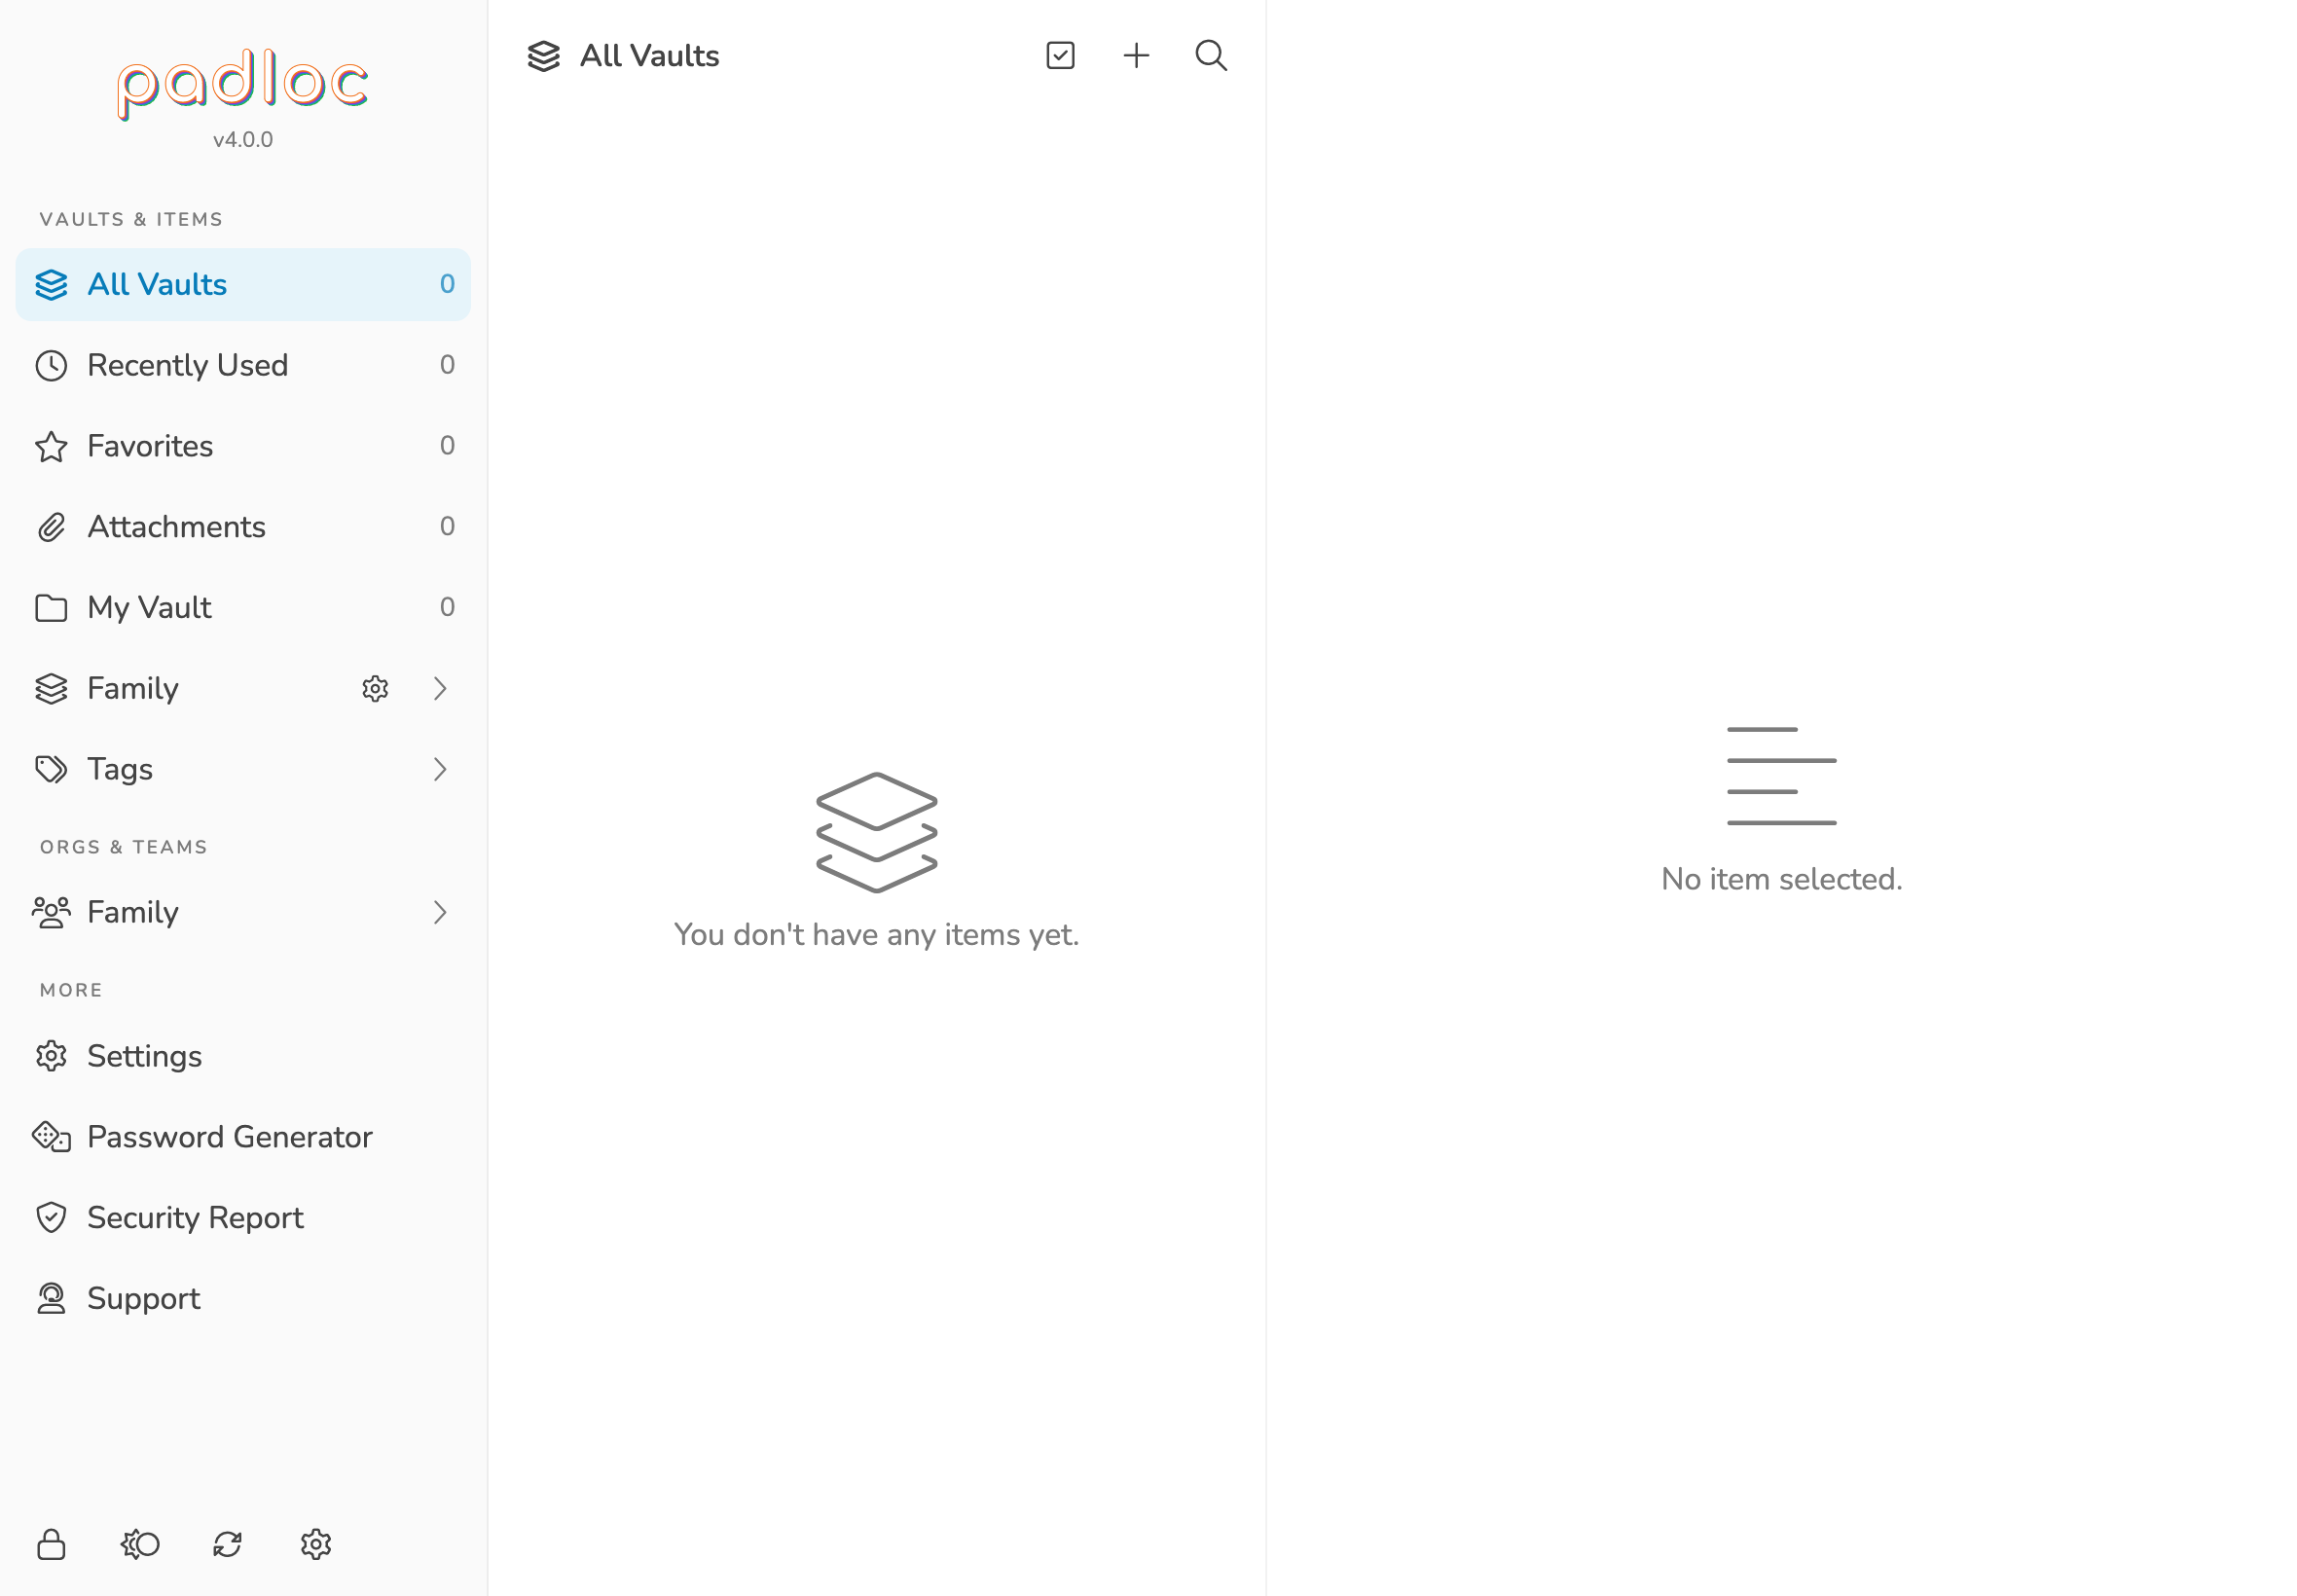 padloc
v4.0.0
VAULTS & ITEMS
All Vaults 0
Recently Used 0
Favorites 0
Attachments 0
My Vault 0
Family
Tags
ORGS & TEAMS
Family
MORE
Settings
Password Generator
Security Report
Support
All Vaults
You don't have any items yet.
No item selected.